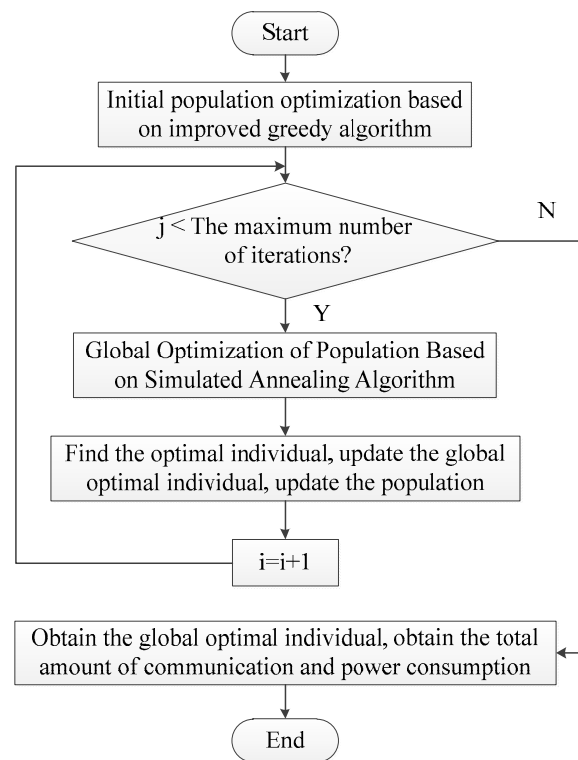 Start
Initial population optimization based
on improved greedy algorithm
j < The maximum number
of iterations?
N
Y
Global Optimization of Population Based
on Simulated Annealing Algorithm
Find the optimal individual, update the global
optimal individual, update the population
i=i+1
Obtain the global optimal individual, obtain the total
amount of communication and power consumption
End